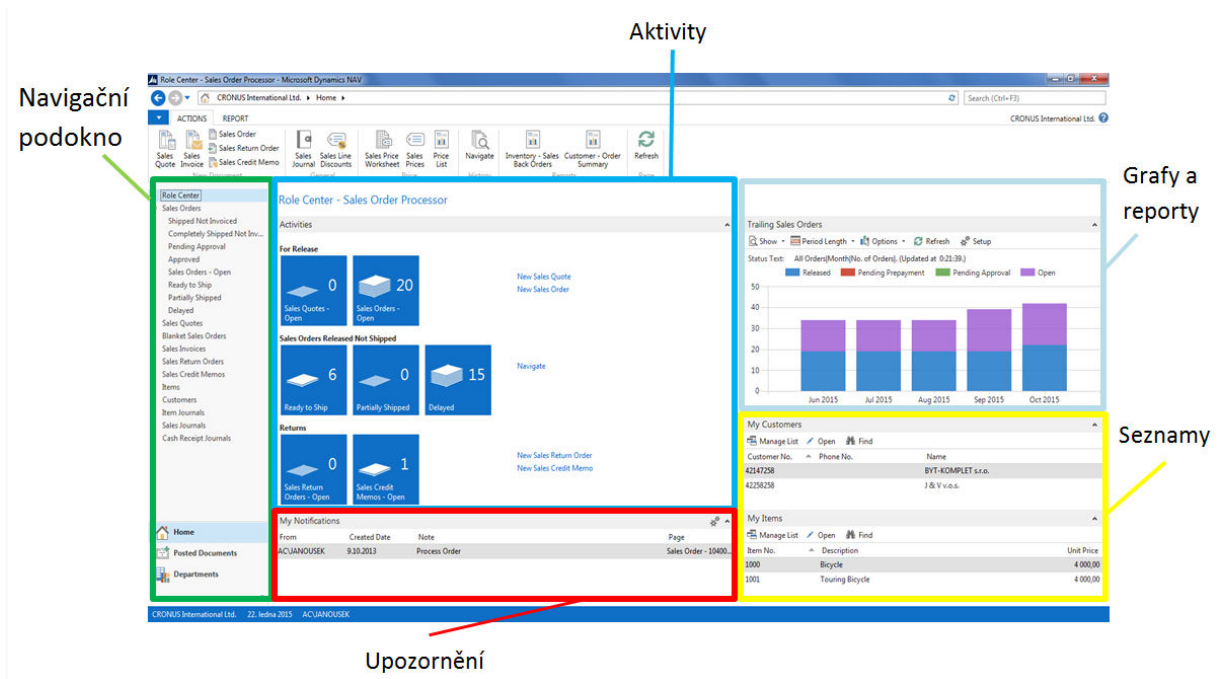 Aktivity
Navigační
podokno
Grafy a
reporty
Seznamy
Upozornění
Role Center - Sales Order Processor - Microsoft Dynamics NAV
CRONUS International Ltd. Home
Search (Ctrl+F3)
ACTIONS REPORT
CRONUS International Ltd.
Sales Quote
Sales Invoice
Sales Order
Sales Return Order
Sales Credit Memo
New Document
Sales Journal
Sales Line Discounts
General
Sales Price Worksheet
Sales Prices
Price List
Price
Navigate
History
Inventory - Sales Back Orders
Customer - Order Summary
Reports
Refresh
Page
Role Center
Sales Orders
Shipped Not Invoiced
Completely Shipped Not Inv...
Pending Approval
Approved
Sales Orders - Open
Ready to Ship
Partially Shipped
Delayed
Sales Quotes
Blanket Sales Orders
Sales Invoices
Sales Return Orders
Sales Credit Memos
Items
Customers
Item Journals
Sales Journals
Cash Receipt Journals
Home
Posted Documents
Departments
Role Center - Sales Order Processor
Activities
For Release
0
Sales Quotes -
Open
20
Sales Orders -
Open
New Sales Quote
New Sales Order
Sales Orders Released Not Shipped
6
Ready to Ship
0
Partially Shipped
15
Delayed
Navigate
Returns
0
Sales Return
Orders - Open
1
Sales Credit
Memos - Open
New Sales Return Order
New Sales Credit Memo
My Notifications
From Created Date Note Page
AC\JANOUSEK 9.10.2013 Process Order Sales Order - 10400...
Trailing Sales Orders
Show Period Length Options Refresh Setup
Status Text: All Orders|Month|No. of Orders|. (Updated at 0:21:39.)
Released Pending Prepayment Pending Approval Open
50
40
30
20
10
0
Jun 2015 Jul 2015 Aug 2015 Sep 2015 Oct 2015
My Customers
Manage List Open Find
Customer No. Phone No. Name
42147258 BYT-KOMPLET s.r.o.
42258258 J & V v.o.s.
My Items
Manage List Open Find
Item No. Description Unit Price
1000 Bicycle 4 000,00
1001 Touring Bicycle 4 000,00
CRONUS International Ltd. 22. ledna 2015 AC\JANOUSEK